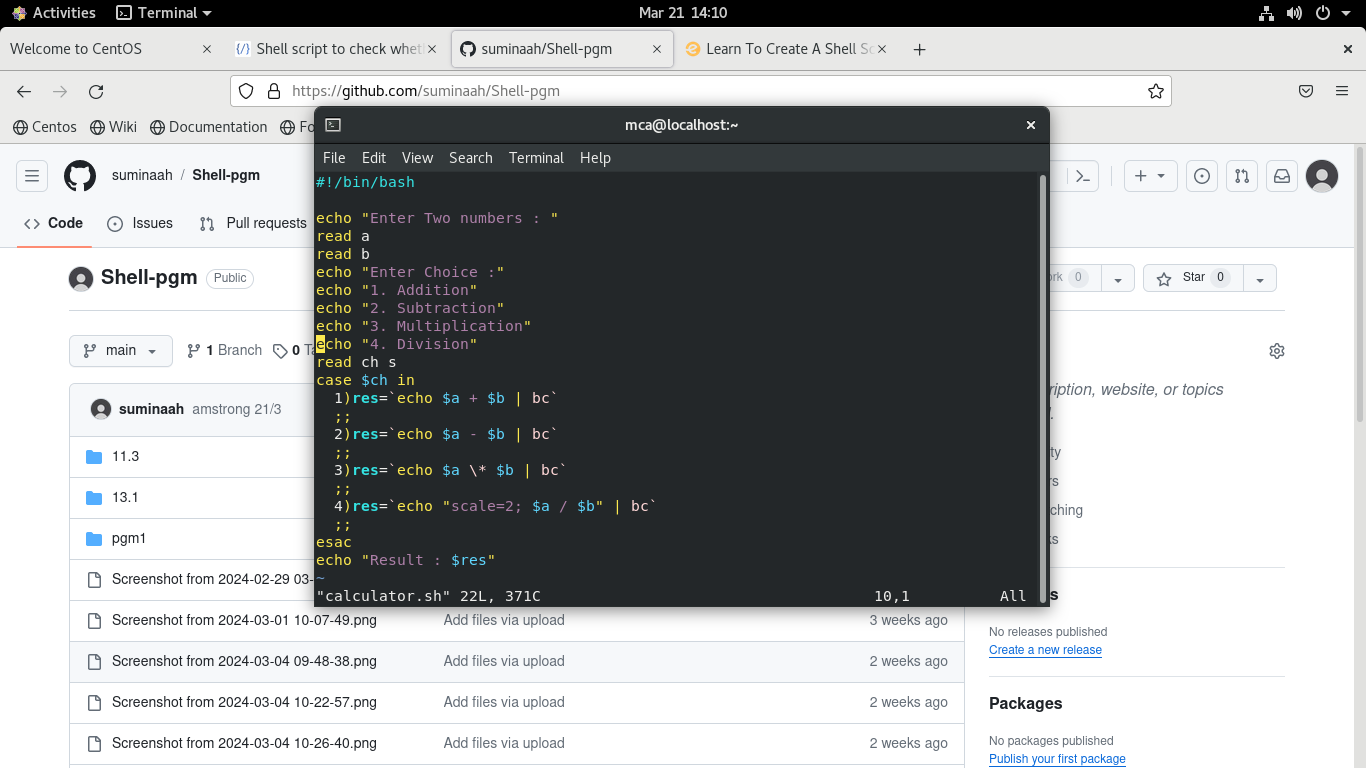 Activities
Terminal
Mar 21 14:10
Welcome to CentOS
Shell script to check whet
suminaah/Shell-pgm
Learn To Create A Shell Sc
https://github.com/suminaah/Shell-pgm
Centos
Wiki
Documentation
Fo
mca@localhost:~
File Edit View Search Terminal Help
suminaah / Shell-pgm
Code
Issues
Pull requests
Shell-pgm
Public
rk 0
Star 0
main
1 Branch
0 Ta
suminaah amstrong 21/3
11.3
13.1
pgm1
Screenshot from 2024-02-29 03-
Screenshot from 2024-03-01 10-07-49.png Add files via upload 3 weeks ago
Screenshot from 2024-03-04 09-48-38.png Add files via upload 2 weeks ago
Screenshot from 2024-03-04 10-22-57.png Add files via upload 2 weeks ago
Screenshot from 2024-03-04 10-26-40.png Add files via upload 2 weeks ago
#!/bin/bash
echo "Enter Two numbers : "
read a
read b
echo "Enter Choice :"
echo "1. Addition"
echo "2. Subtraction"
echo "3. Multiplication"
echo "4. Division"
read ch s
case $ch in
1)res=`echo $a + $b | bc`
;;
2)res=`echo $a - $b | bc`
;;
3)res=`echo $a \* $b | bc`
;;
4)res=`echo "scale=2; $a / $b" | bc`
;;
esac
echo "Result : $res"
~
"calculator.sh" 22L, 371C 10,1 All
ription, website, or topics
ty
rs
ching
ks
s
No releases published
Create a new release
Packages
No packages published
Publish your first package